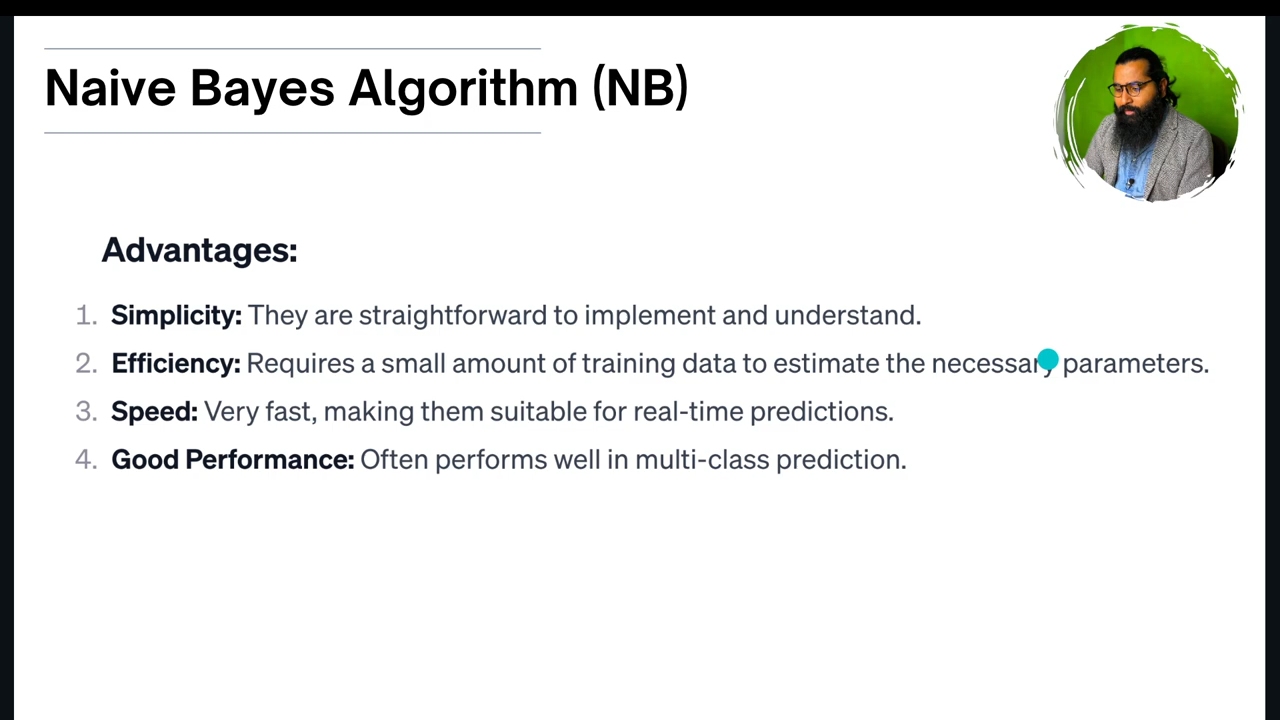 Naive Bayes Algorithm (NB)
Advantages:
1. Simplicity: They are straightforward to implement and understand.
2. Efficiency: Requires a small amount of training data to estimate the necessary parameters.
3. Speed: Very fast, making them suitable for real-time predictions.
4. Good Performance: Often performs well in multi-class prediction.